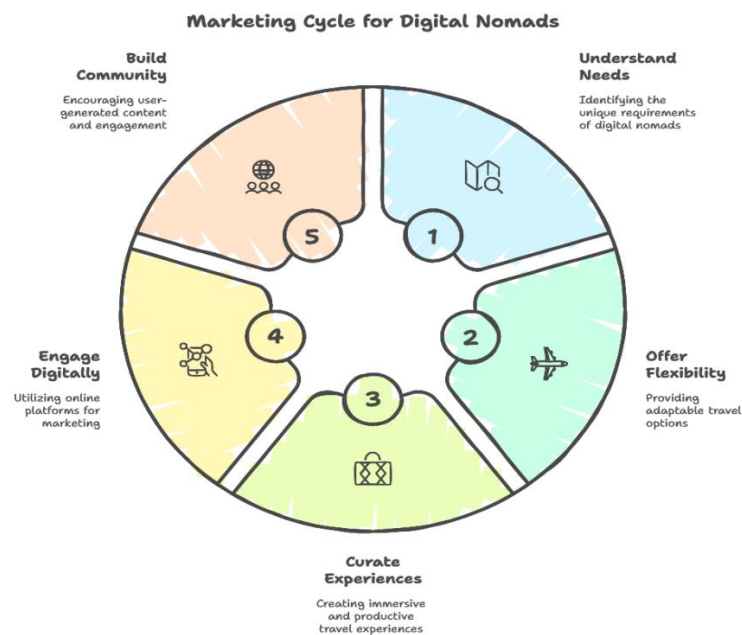 Marketing Cycle for Digital Nomads
Build
Community
Encouraging user-
generated content
and engagement
Understand
Needs
Identifying the
unique requirements
of digital nomads
5
1
4
2
3
Engage
Digitally
Utilizing online
platforms for
marketing
Offer
Flexibility
Providing
adaptable travel
options
Curate
Experiences
Creating immersive
and productive
travel experiences